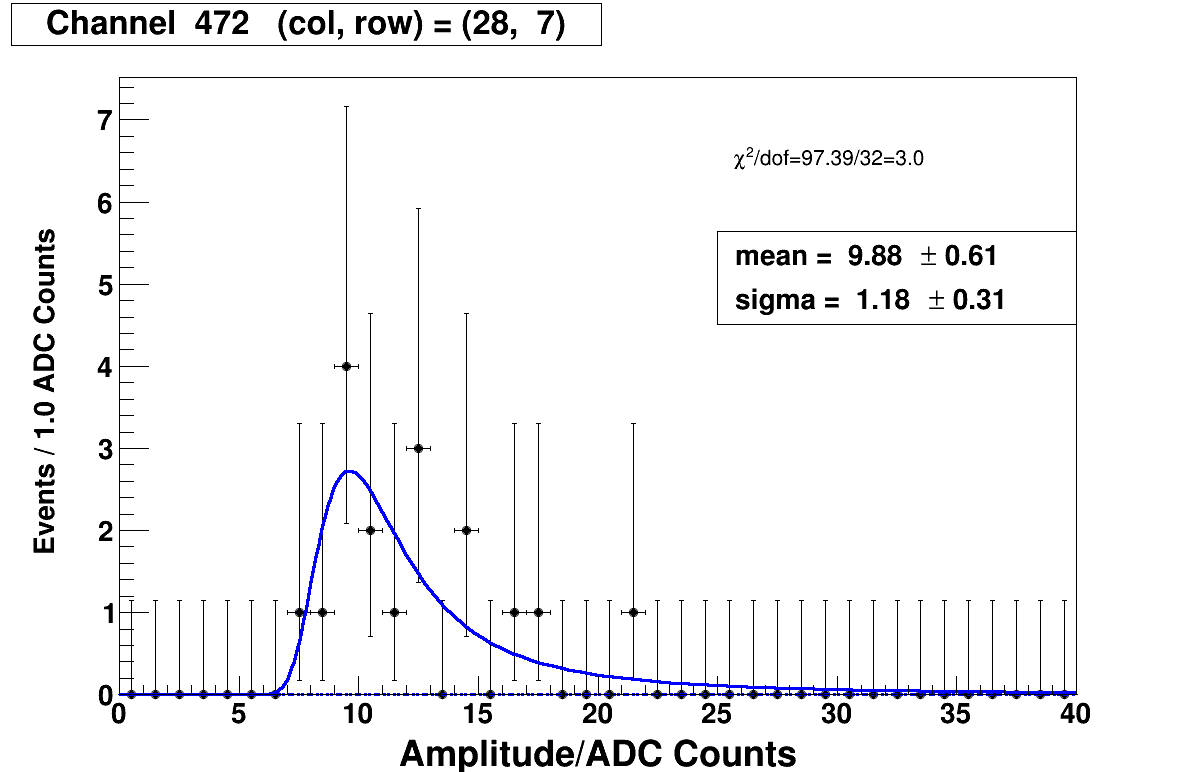 Channel 472 (col, row) = (28, 7)
7
6
5
4
3
2
1
0
Events / 1.0 ADC Counts
χ²/dof=97.39/32=3.0
mean = 9.88 ± 0.61
sigma = 1.18 ± 0.31
0 5 10 15 20 25 30 35 40
Amplitude/ADC Counts